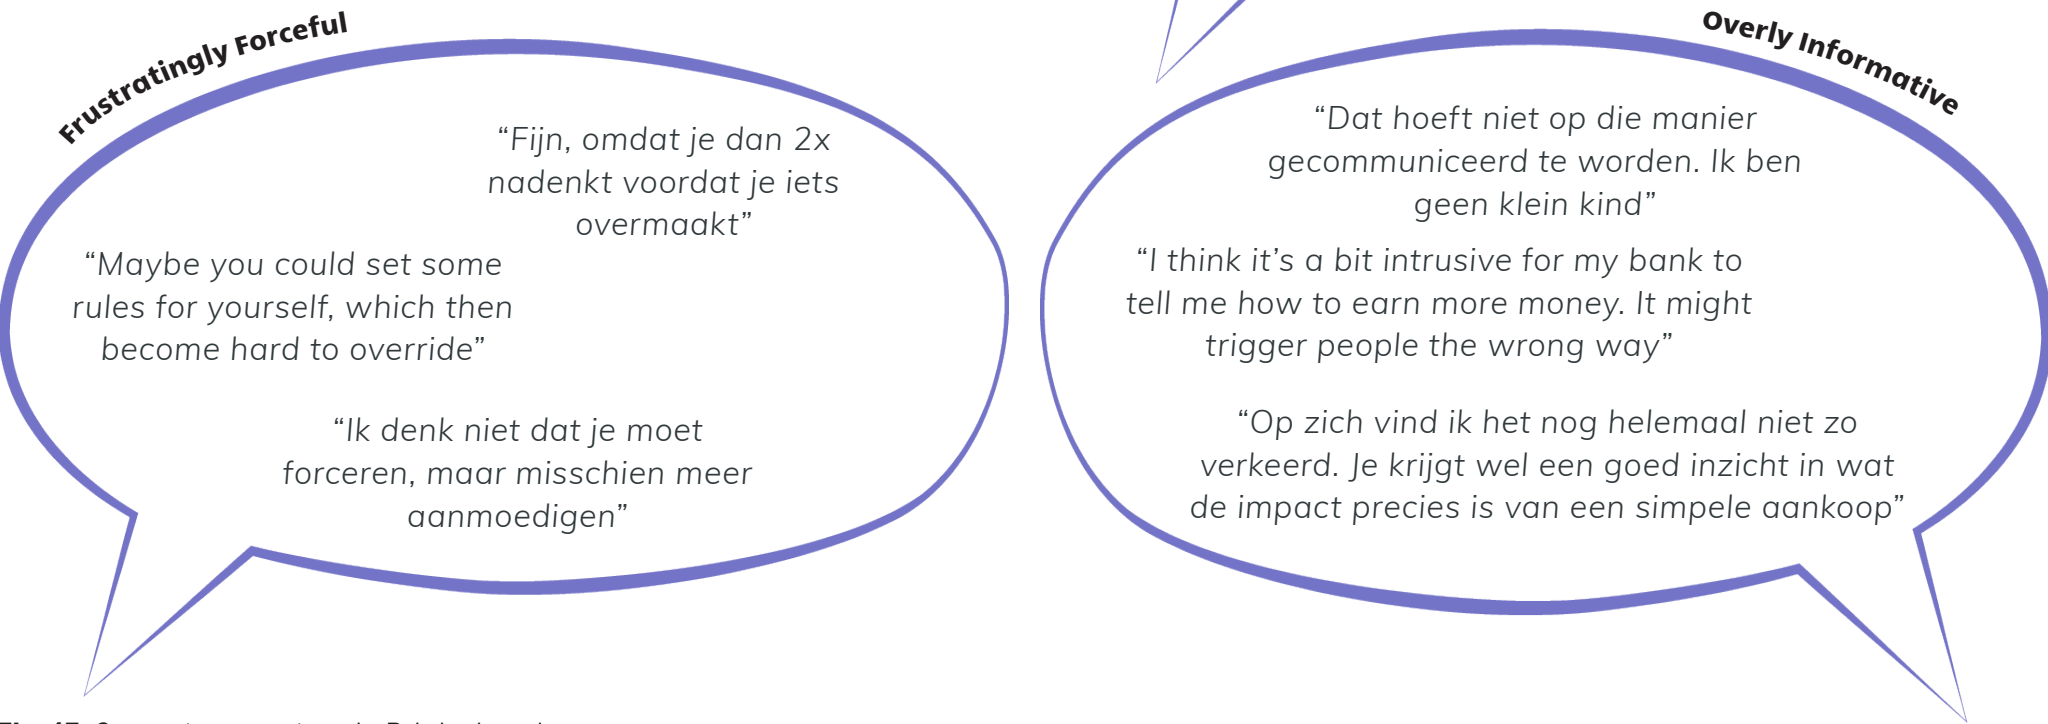 Frustratingly Forceful
“Fijn, omdat je dan 2x
nadenkt voordat je iets
overmaakt”
“Maybe you could set some
rules for yourself, which then
become hard to override”
“Ik denk niet dat je moet
forceren, maar misschien meer
aanmoedigen”
Overly Informative
“Dat hoeft niet op die manier
gecommuniceerd te worden. Ik ben
geen klein kind”
“I think it’s a bit intrusive for my bank to
tell me how to earn more money. It might
trigger people the wrong way”
“Op zich vind ik het nog helemaal niet zo
verkeerd. Je krijgt wel een goed inzicht in wat
de impact precies is van een simpele aankoop”